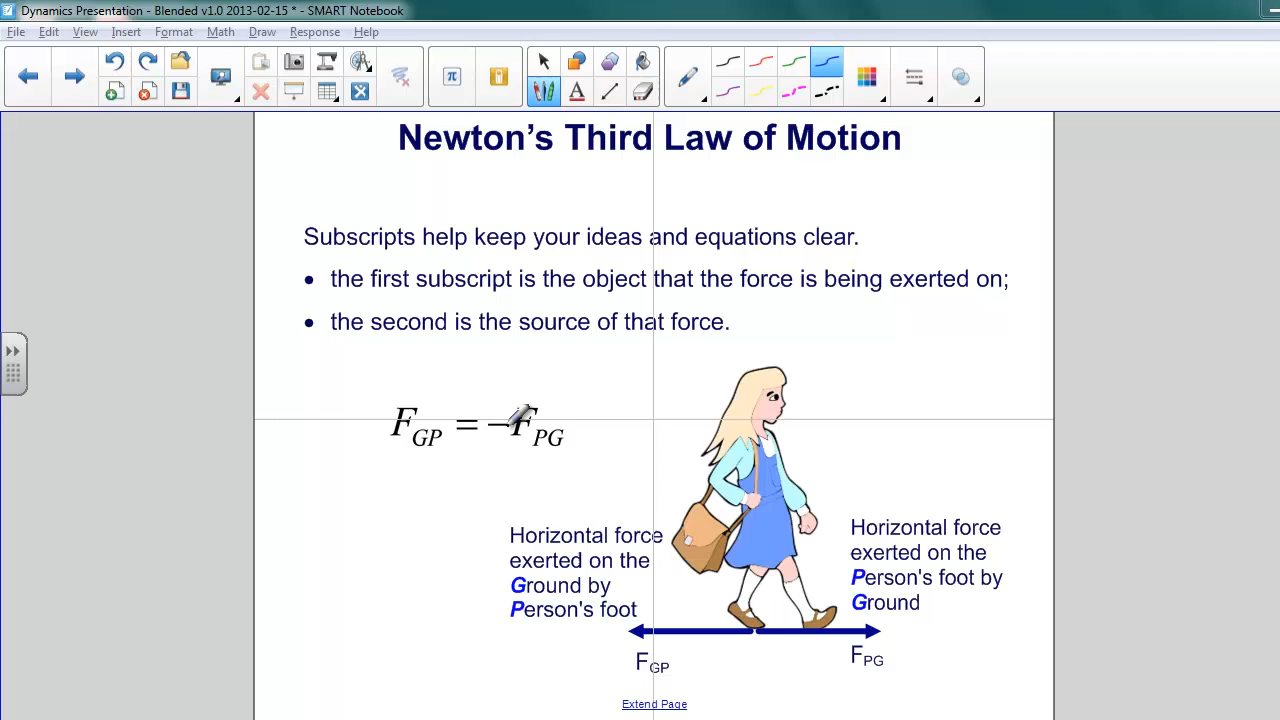 Dynamics Presentation - Blended v1.0 2013-02-15 * - SMART Notebook
File Edit View Insert Format Math Draw Response Help
π
A
Newton's Third Law of Motion
Subscripts help keep your ideas and equations clear.
• the first subscript is the object that the force is being exerted on;
• the second is the source of that force.
F_GP = −F_PG
Horizontal force
exerted on the
Ground by
Person's foot
Horizontal force
exerted on the
Person's foot by
Ground
F_GP
F_PG
Extend Page